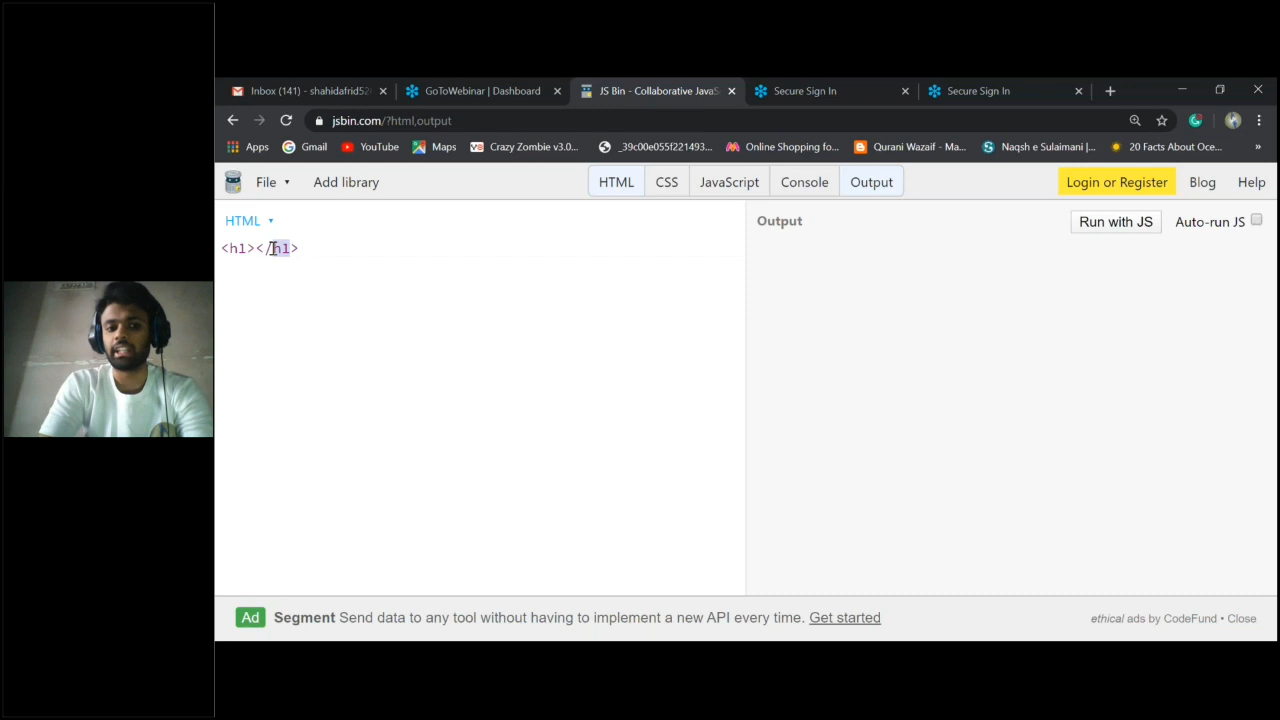 Inbox (141) - shahidafrid52
GoToWebinar | Dashboard
JS Bin - Collaborative JavaS
Secure Sign In
Secure Sign In
jsbin.com/?html,output
Apps
Gmail
YouTube
Maps
Crazy Zombie v3.0...
_39c00e055f221493...
Online Shopping fo...
Qurani Wazaif - Ma...
Naqsh e Sulaimani |...
20 Facts About Oce...
»
File
Add library
HTML
CSS
JavaScript
Console
Output
Login or Register
Blog
Help
HTML
Output
Run with JS
Auto-run JS
<h1></h1>
Ad Segment Send data to any tool without having to implement a new API every time. Get started
ethical ads by CodeFund • Close